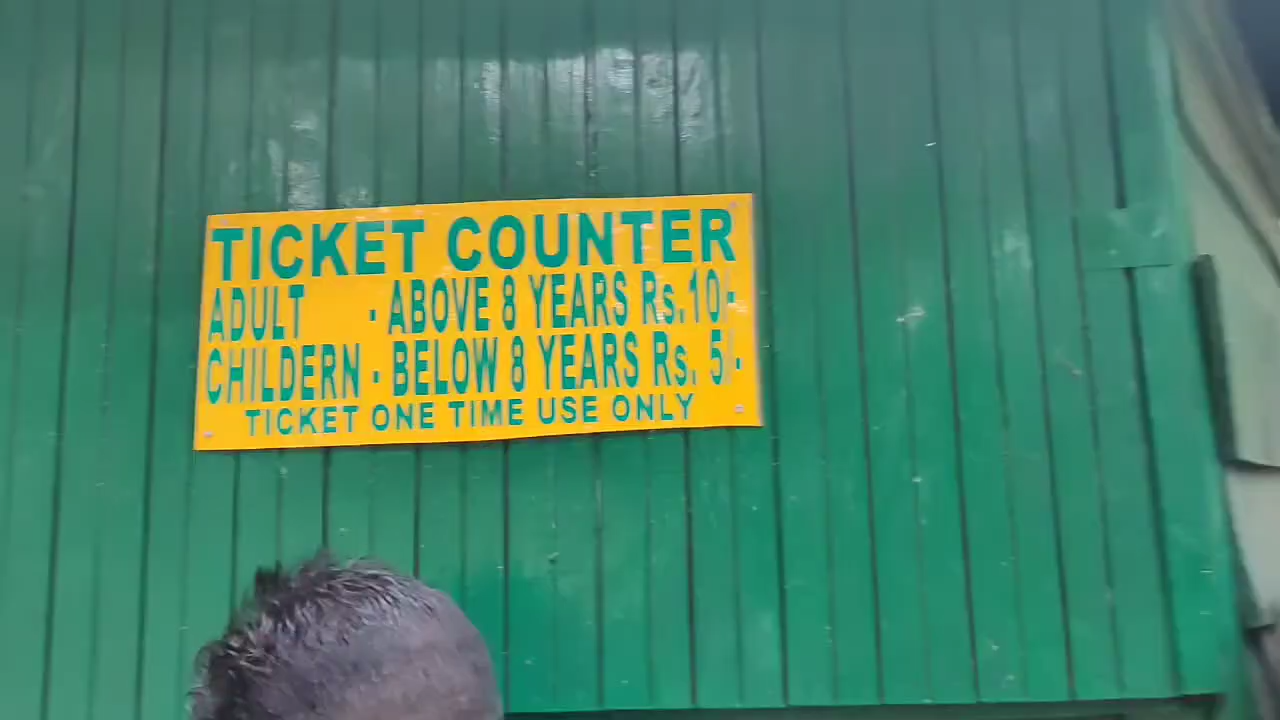 TICKET COUNTER
ADULT - ABOVE 8 YEARS Rs.10/-
CHILDERN - BELOW 8 YEARS Rs. 5/-
TICKET ONE TIME USE ONLY